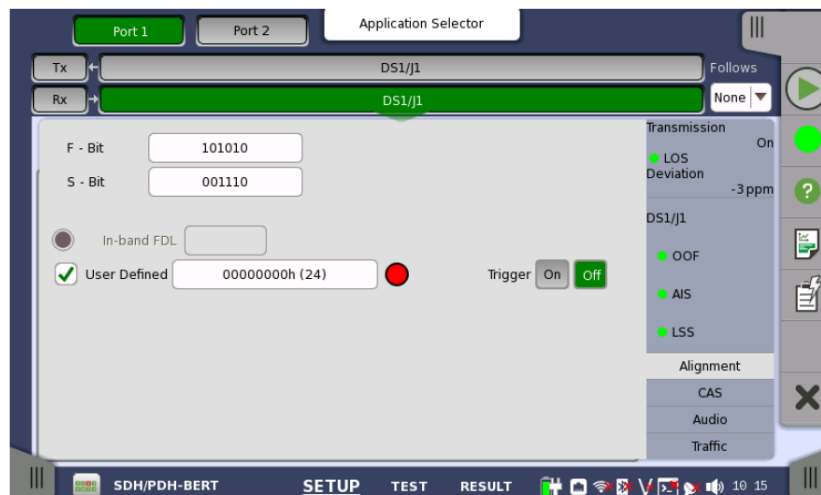 Port 1
Port 2
Application Selector
Tx
DS1/J1
Follows
Rx
DS1/J1
None
F - Bit
101010
S - Bit
001110
In-band FDL
User Defined
00000000h (24)
Trigger
On
Off
Transmission
On
LOS
Deviation
-3 ppm
DS1/J1
OOF
AIS
LSS
Alignment
CAS
Audio
Traffic
?
SDH/PDH-BERT
SETUP
TEST
RESULT
10 15